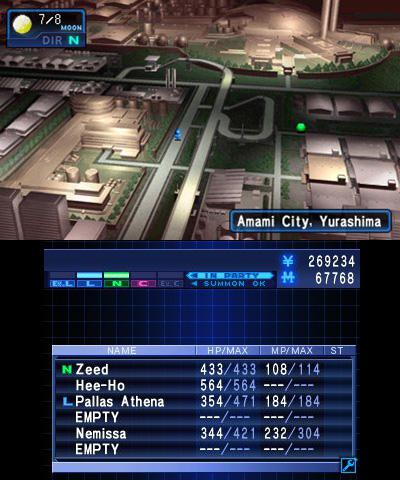 7/8 MOON
DIR N
Amami City, Yurashima
IN PARTY ¥ 269234
Ex.L L N C Ex.C SUMMON OK 67768
NAME HP/MAX MP/MAX ST
N Zeed 433/433 108/114
Hee-Ho 564/564 ---/---
L Pallas Athena 354/471 184/184
EMPTY ---/--- ---/---
Nemissa 344/421 232/304
EMPTY ---/--- ---/---